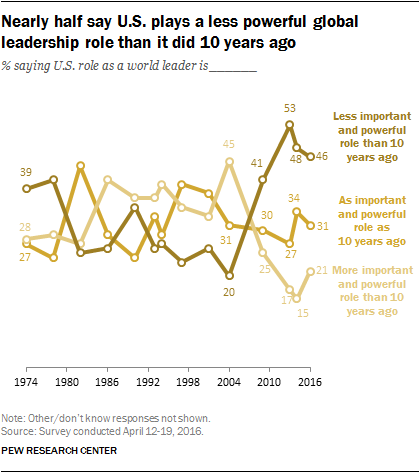 Nearly half say U.S. plays a less powerful global
leadership role than it did 10 years ago
% saying U.S. role as a world leader is______
53
Less important
and powerful
role than 10
years ago
45
41
48
46
39
As important
and powerful
role as
10 years ago
34
28
30
31
31
27
27
25
More important
and powerful
role than 10
years ago
21
20
17
15
1974 1980 1986 1992 1998 2004 2010 2016
Note: Other/don't know responses not shown.
Source: Survey conducted April 12-19, 2016.
PEW RESEARCH CENTER